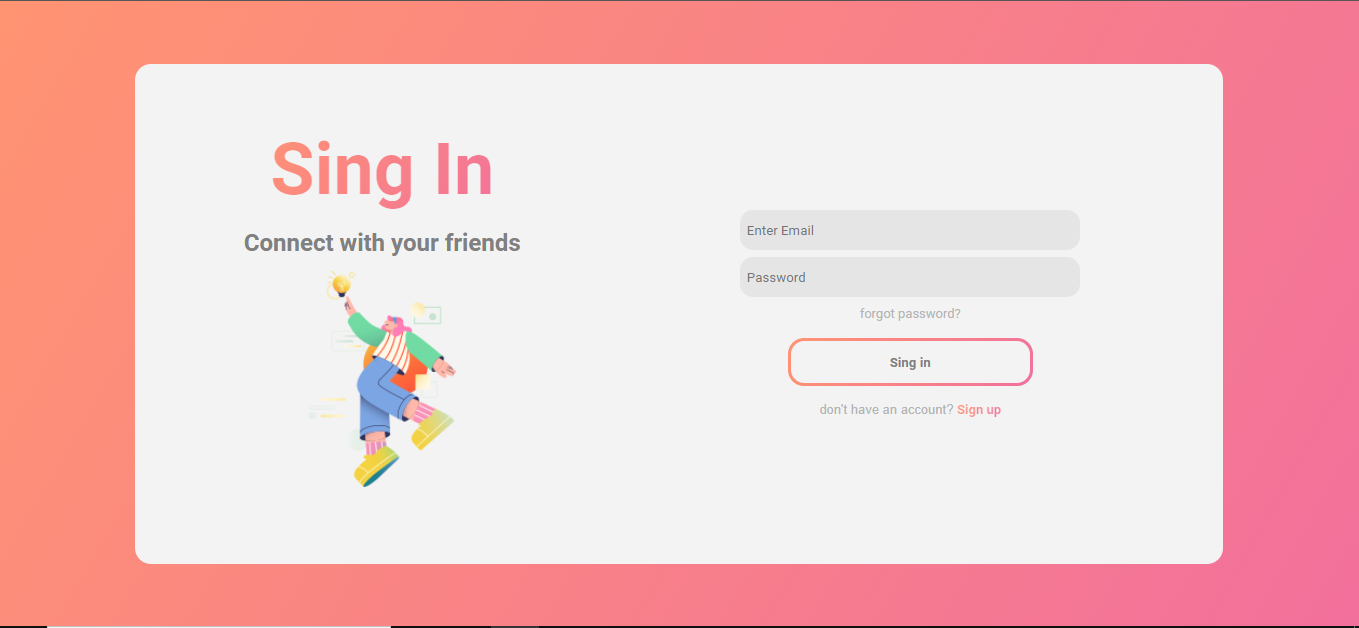 Sing In
Connect with your friends
Enter Email
Password
forgot password?
Sing in
don't have an account? Sign up